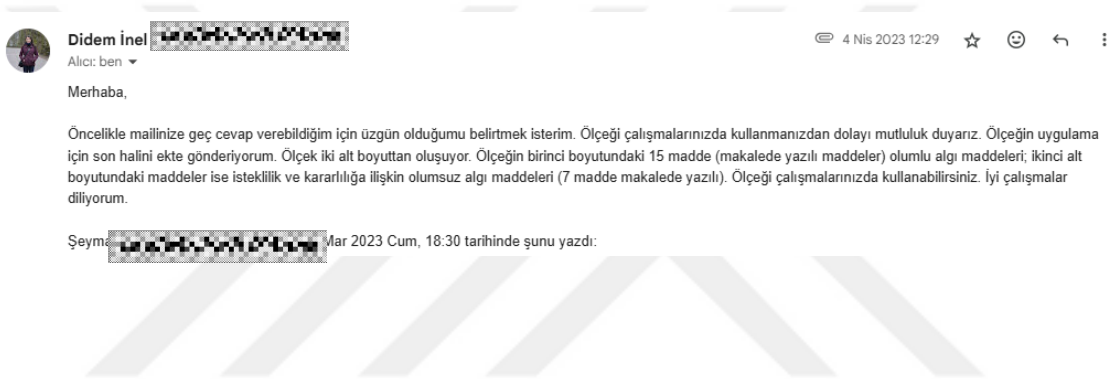 Didem İnel
4 Nis 2023 12:29
Alıcı: ben
Merhaba,
Öncelikle mailinize geç cevap verebildiğim için üzgün olduğumu belirtmek isterim. Ölçeği çalışmalarınızda kullanmanızdan dolayı mutluluk duyarız. Ölçeğin uygulama
için son halini ekte gönderiyorum. Ölçek iki alt boyuttan oluşuyor. Ölçeğin birinci boyutundaki 15 madde (makalede yazılı maddeler) olumlu algı maddeleri; ikinci alt
boyutundaki maddeler ise isteklilik ve kararlılığa ilişkin olumsuz algı maddeleri (7 madde makalede yazılı). Ölçeği çalışmalarınızda kullanabilirsiniz. İyi çalışmalar
diliyorum.
Mar 2023 Cum, 18:30 tarihinde şunu yazdı: